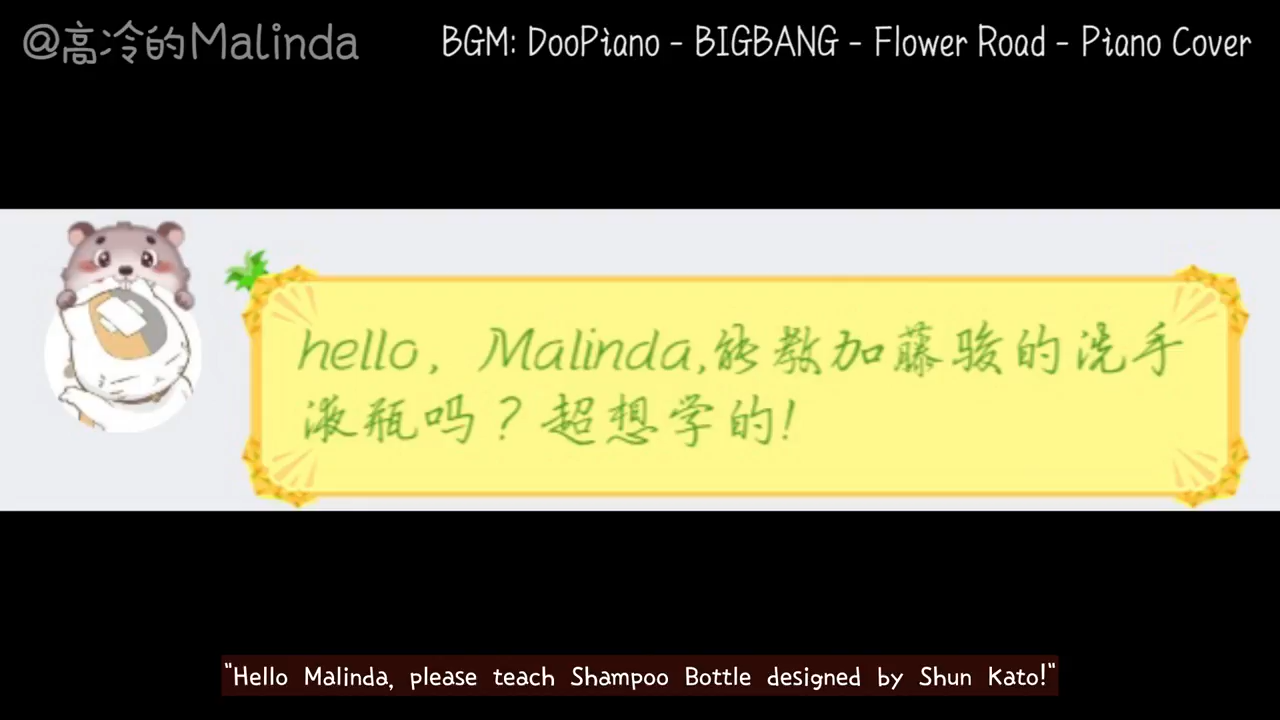 @高冷的Malinda
BGM: DooPiano - BIGBANG - Flower Road - Piano Cover
hello, Malinda,能教加藤骏的洗手
液瓶吗？超想学的!
"Hello Malinda, please teach Shampoo Bottle designed by Shun Kato!"